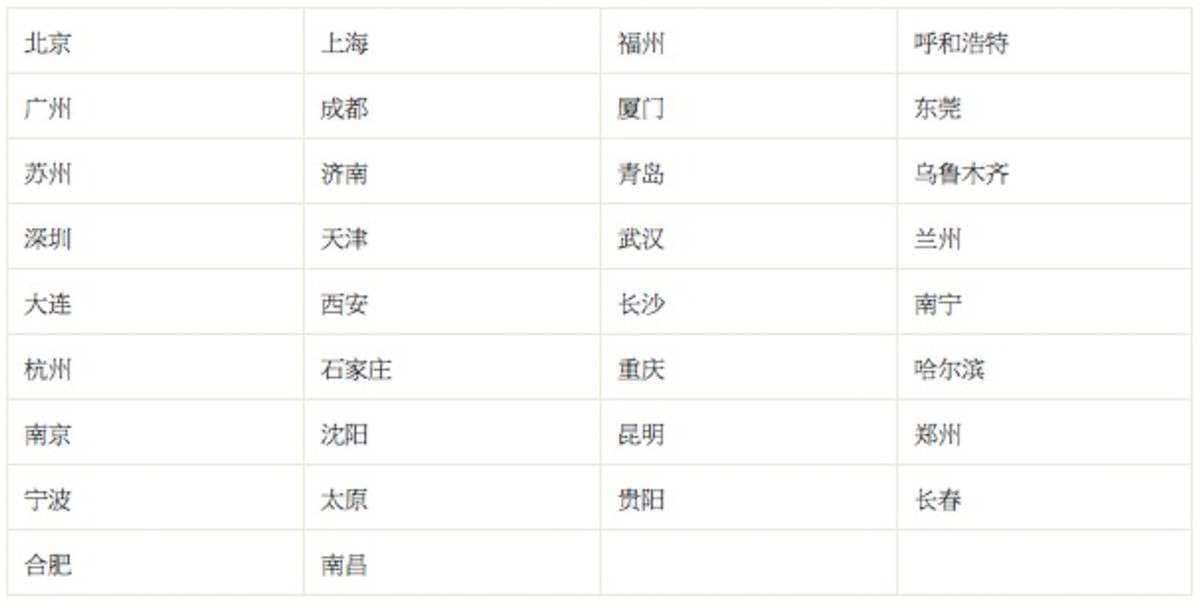 北京 上海 福州 呼和浩特
广州 成都 厦门 东莞
苏州 济南 青岛 乌鲁木齐
深圳 天津 武汉 兰州
大连 西安 长沙 南宁
杭州 石家庄 重庆 哈尔滨
南京 沈阳 昆明 郑州
宁波 太原 贵阳 长春
合肥 南昌